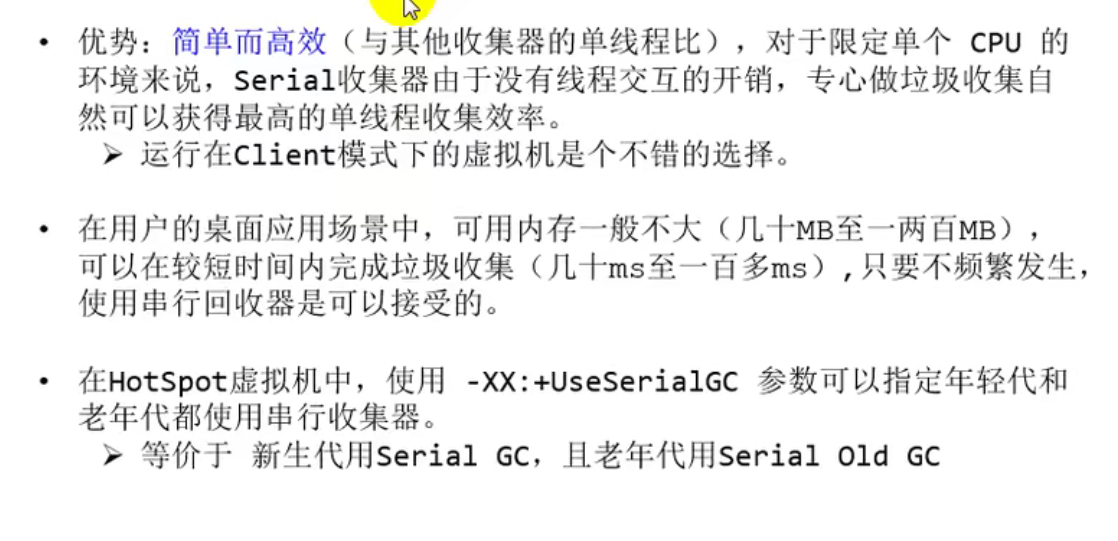 • 优势：简单而高效（与其他收集器的单线程比），对于限定单个 CPU 的
环境来说，Serial收集器由于没有线程交互的开销，专心做垃圾收集自
然可以获得最高的单线程收集效率。
➢ 运行在Client模式下的虚拟机是个不错的选择。
• 在用户的桌面应用场景中，可用内存一般不大（几十MB至一两百MB），
可以在较短时间内完成垃圾收集（几十ms至一百多ms）,只要不频繁发生，
使用串行回收器是可以接受的。
• 在HotSpot虚拟机中，使用 -XX:+UseSerialGC 参数可以指定年轻代和
老年代都使用串行收集器。
➢ 等价于 新生代用Serial GC，且老年代用Serial Old GC